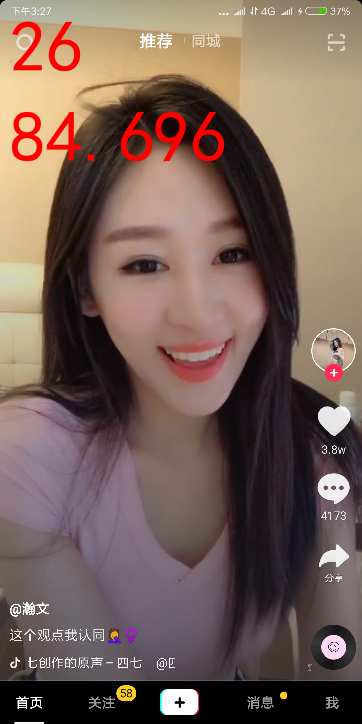 下午3:27
... 4G 37%
26
推荐 同城
84.696
3.8w
4173
分享
@瀚文
这个观点我认同🤦‍♀️♀
七创作的原声 - 四七 @四
首页 关注 58 消息 我